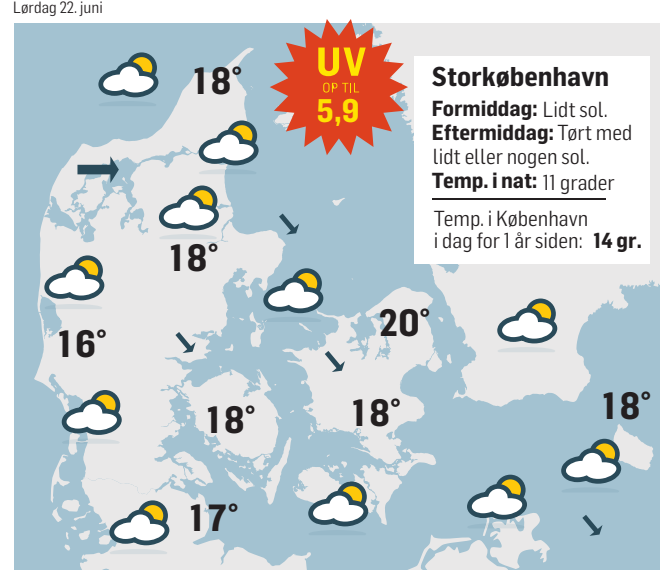 Lørdag 22. juni
18°
UV
OP TIL
5,9
Storkøbenhavn
Formiddag: Lidt sol.
Eftermiddag: Tørt med
lidt eller nogen sol.
Temp. i nat: 11 grader
Temp. i København
i dag for 1 år siden: 14 gr.
18°
16°
20°
18°
18°
18°
17°